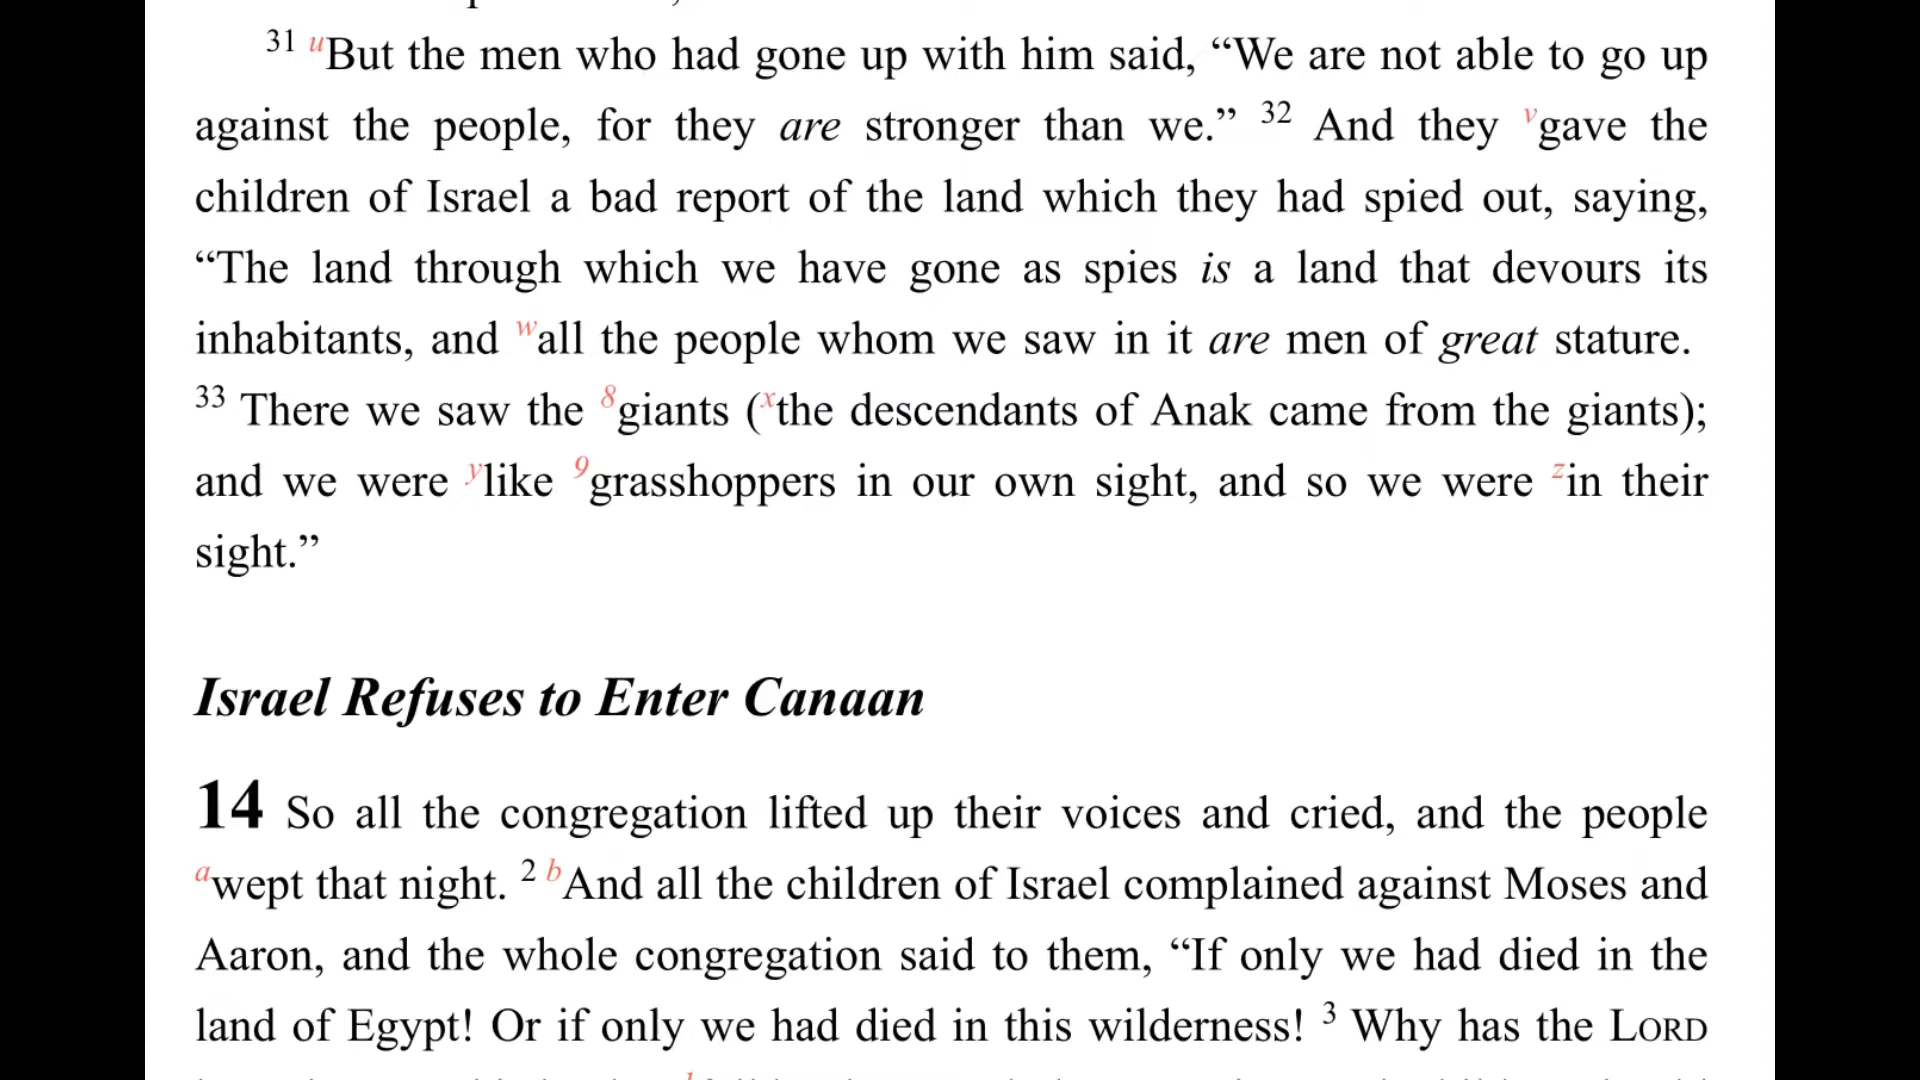 31 uBut the men who had gone up with him said, “We are not able to go up
against the people, for they are stronger than we.” 32 And they vgave the
children of Israel a bad report of the land which they had spied out, saying,
“The land through which we have gone as spies is a land that devours its
inhabitants, and wall the people whom we saw in it are men of great stature.
33 There we saw the 8giants (xthe descendants of Anak came from the giants);
and we were ylike 9grasshoppers in our own sight, and so we were zin their
sight.”
Israel Refuses to Enter Canaan
14 So all the congregation lifted up their voices and cried, and the people
awept that night. 2 bAnd all the children of Israel complained against Moses and
Aaron, and the whole congregation said to them, “If only we had died in the
land of Egypt! Or if only we had died in this wilderness! 3 Why has the LORD